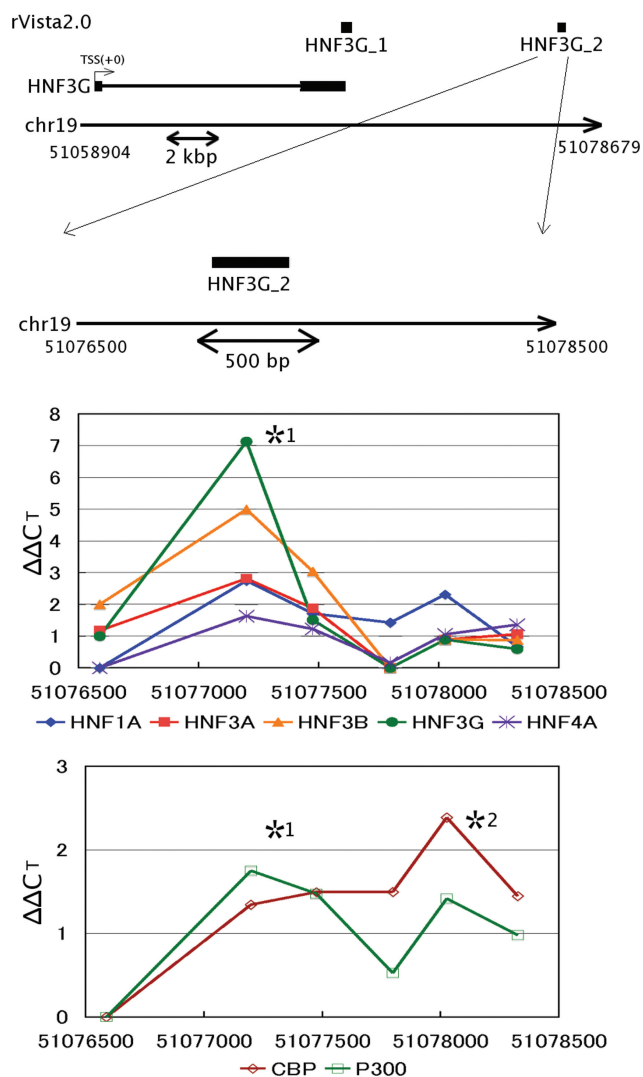 rVista2.0
HNF3G_1
HNF3G_2
TSS(+0)
HNF3G
chr19
51058904
2 kbp
51078679
HNF3G_2
chr19
51076500
500 bp
51078500
8
7
6
5
4
3
2
1
0
ΔΔCT
*1
51076500 51077000 51077500 51078000 51078500
HNF1A HNF3A HNF3B HNF3G HNF4A
3
2
1
0
ΔΔCT
*1
*2
51076500 51077000 51077500 51078000 51078500
CBP P300